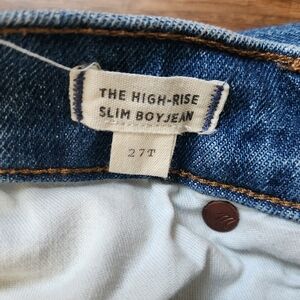 THE HIGH-RISE
SLIM BOYJEAN
27T